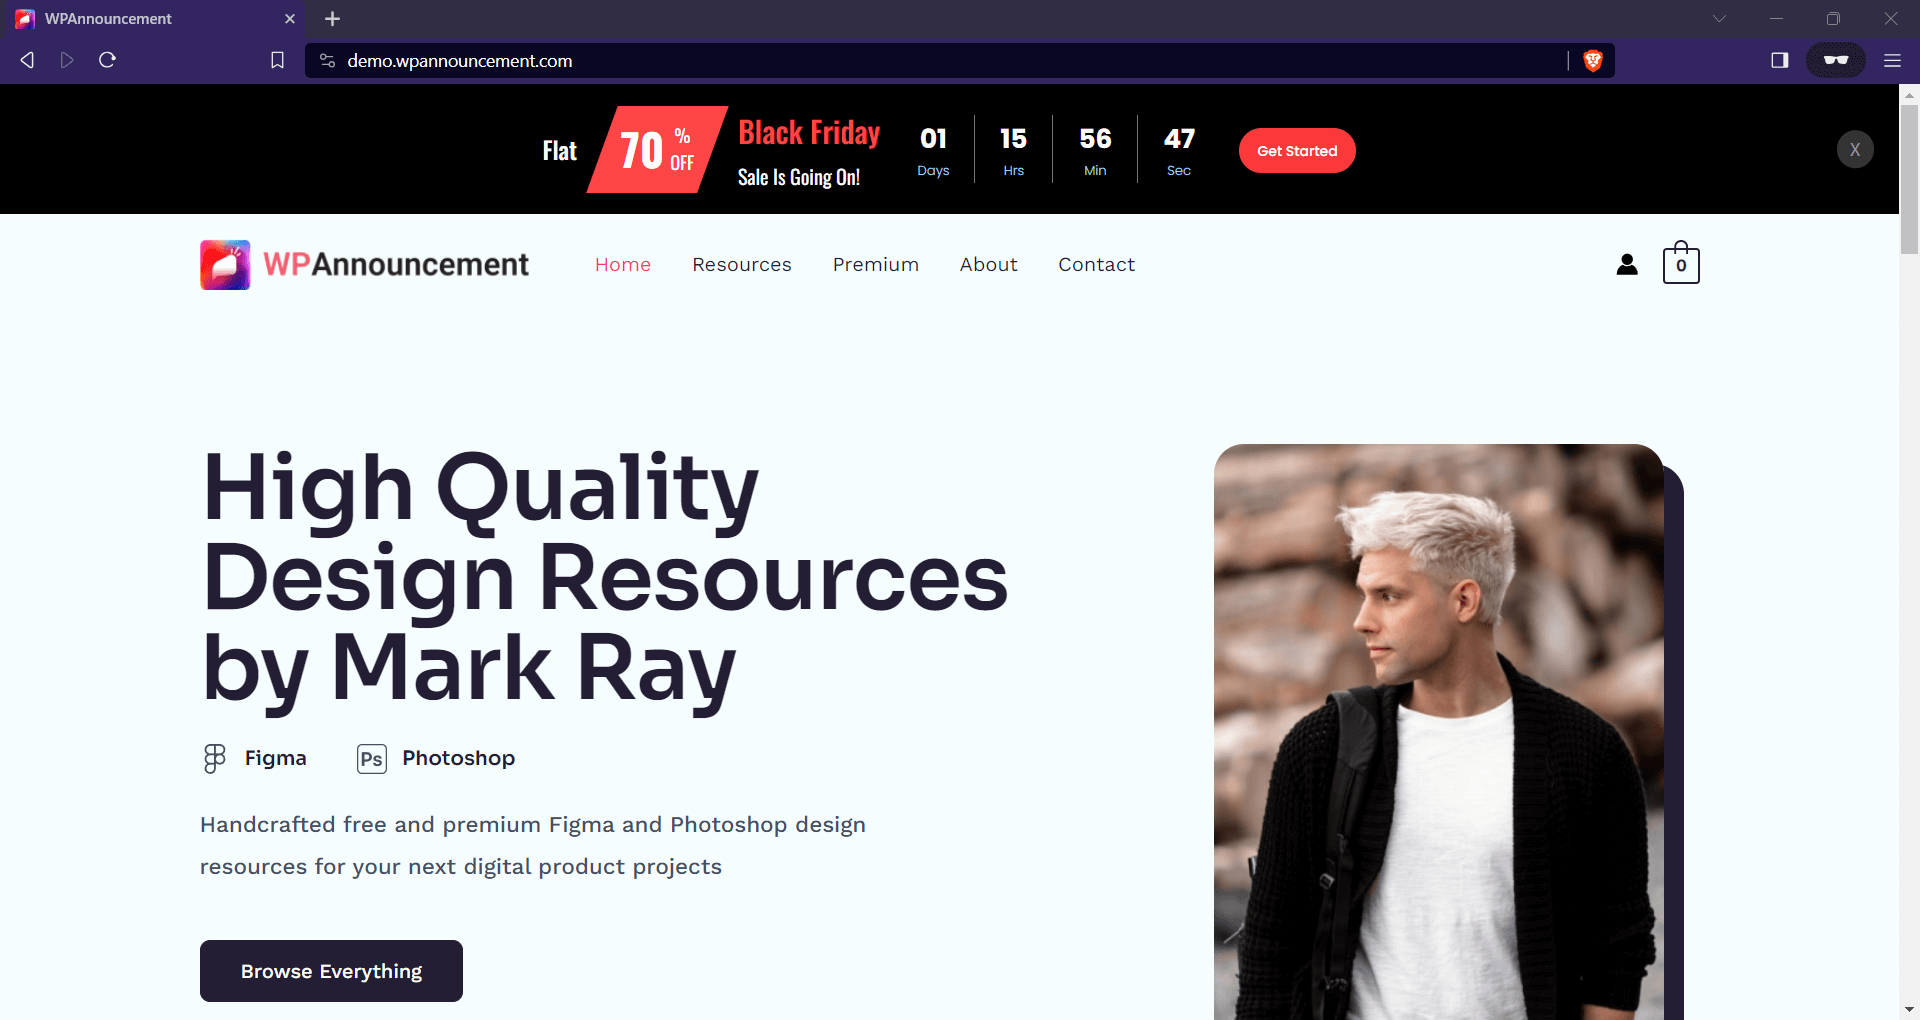 WPAnnouncement
demo.wpannouncement.com
Flat
70 % OFF
Black Friday
Sale Is Going On!
01 15 56 47
Days Hrs Min Sec
Get Started
X
WPAnnouncement
Home Resources Premium About Contact
0
High Quality
Design Resources
by Mark Ray
Figma Ps Photoshop
Handcrafted free and premium Figma and Photoshop design
resources for your next digital product projects
Browse Everything